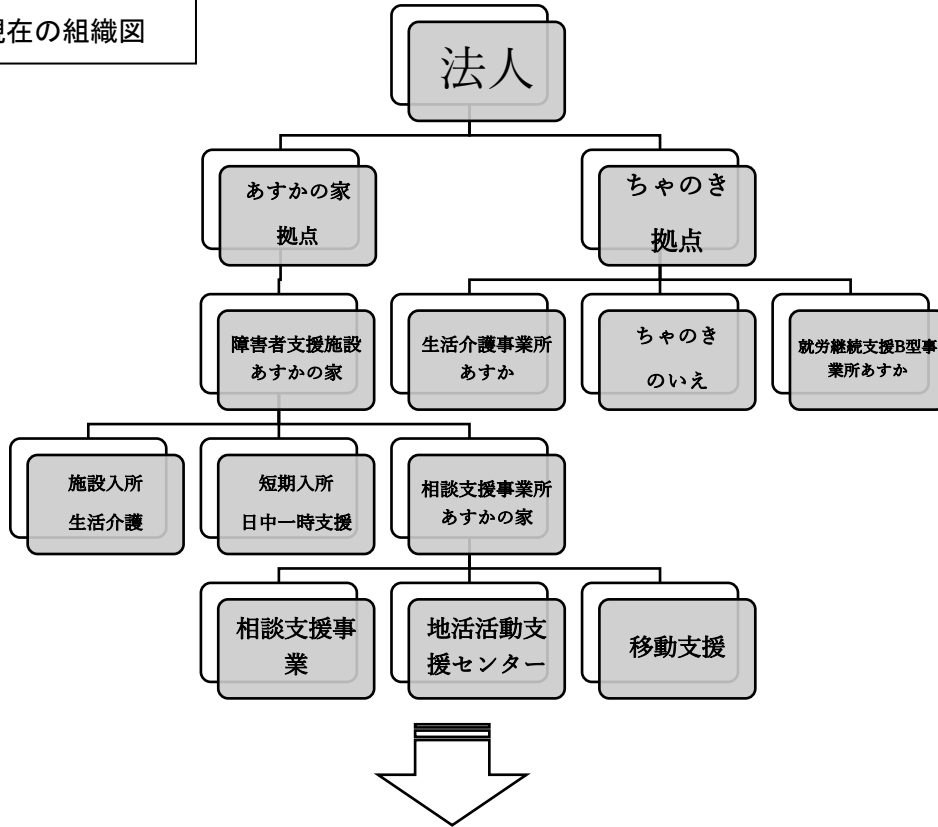 現在の組織図
法人
あすかの家
拠点
ちゃのき
拠点
障害者支援施設
あすかの家
生活介護事業所
あすか
ちゃのき
のいえ
就労継続支援B型事
業所あすか
施設入所
生活介護
短期入所
日中一時支援
相談支援事業所
あすかの家
相談支援事
業
地活活動支
援センター
移動支援